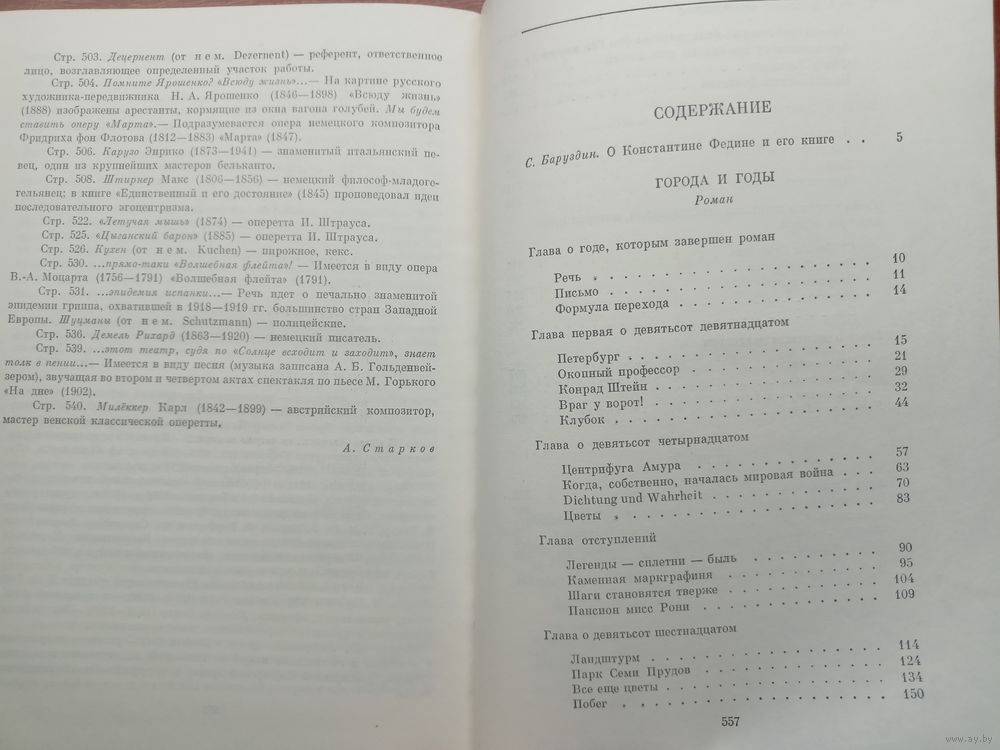 Стр. 503. Децернент (от нем. Dezernent) — референт, ответственное
лицо, возглавляющее определенный участок работы.
Стр. 504. Помните Ярошенко? «Всюду жизнь»...— На картине русского
художника-передвижника Н. А. Ярошенко (1846—1898) «Всюду жизнь»
(1888) изображены арестанты, кормящие из окна вагона голубей. Мы будем
ставить оперу «Марта».— Подразумевается опера немецкого композитора
Фридриха фон Флотова (1812—1883) «Марта» (1847).
Стр. 506. Карузо Энрико (1873—1941) — знаменитый итальянский пе-
вец, один из крупнейших мастеров бельканто.
Стр. 508. Штирнер Макс (1806—1856) — немецкий философ-младоге-
гельянец; в книге «Единственный и его достояние» (1845) проповедовал идеи
последовательного эгоцентризма.
Стр. 522. «Летучая мышь» (1874) — оперетта И. Штрауса.
Стр. 525. «Цыганский барон» (1885) — оперетта И. Штрауса.
Стр. 526. Кухен (от нем. Kuchen) — пирожное, кекс.
Стр. 530. ...прямо-таки «Волшебная флейта»! — Имеется в виду опера
В.-А. Моцарта (1756—1791) «Волшебная флейта» (1791).
Стр. 531. ...эпидемия испанки...— Речь идет о печально знаменитой
эпидемии гриппа, охватившей в 1918—1919 гг. большинство стран Западной
Европы. Шуцманы (от нем. Schutzmann) — полицейские.
Стр. 536. Демель Рихард (1863—1920) — немецкий писатель.
Стр. 539. ...этот театр, судя по «Солнце всходит и заходит», знает
толк в пении...— Имеется в виду песня (музыка записана А. Б. Гольденвей-
зером), звучащая во втором и четвертом актах спектакля по пьесе М. Горького
«На дне» (1902).
Стр. 540. Милёккер Карл (1842—1899) — австрийский композитор,
мастер венской классической оперетты.
А. Старков
СОДЕРЖАНИЕ
С. Баруздин. О Константине Федине и его книге . . 5
ГОРОДА И ГОДЫ
Роман
Глава о годе, которым завершен роман
Речь . . . . . . . . . . . . 10
Письмо . . . . . . . . . . . . 11
Формула перехода . . . . . . . . 14
Глава первая о девятьсот девятнадцатом
Петербург . . . . . . . . . . 15
Окопный профессор . . . . . . . . 21
Конрад Штейн . . . . . . . . . 29
Враг у ворот! . . . . . . . . . 32
Клубок . . . . . . . . . . . 44
Глава о девятьсот четырнадцатом
Центрифуга Амура . . . . . . . . 57
Когда, собственно, началась мировая война . . . 63
Dichtung und Wahrheit . . . . . . . 70
Цветы . . . . . . . . . . . 83
Глава отступлений
Легенды — сплетни — быль . . . . . . 90
Каменная маркграфиня . . . . . . . 95
Шаги становятся тверже . . . . . . . 104
Пансион мисс Рони . . . . . . . . 109
Глава о девятьсот шестнадцатом
Ландштурм . . . . . . . . . . 114
Парк Семи Прудов . . . . . . . . 124
Все еще цветы . . . . . . . . . 134
Побег . . . . . . . . . . . 150
557
www.ay.by